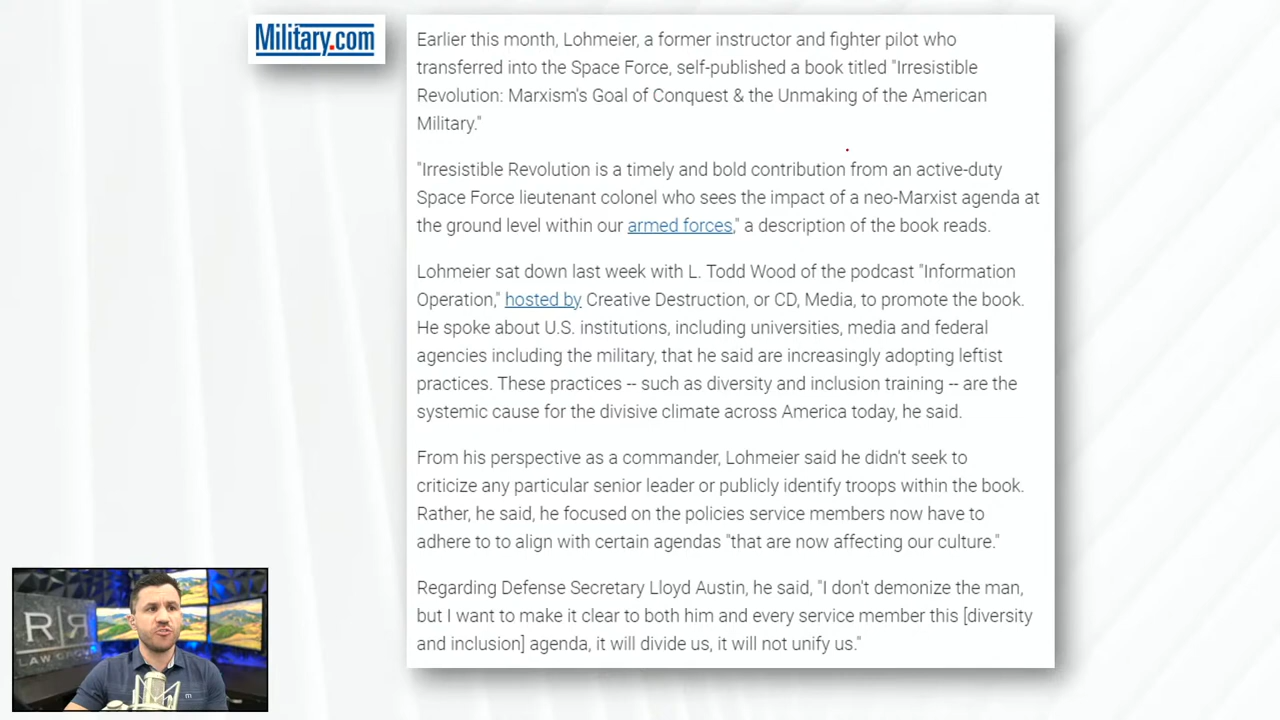 Military.com
Earlier this month, Lohmeier, a former instructor and fighter pilot who
transferred into the Space Force, self-published a book titled "Irresistible
Revolution: Marxism's Goal of Conquest & the Unmaking of the American
Military."
"Irresistible Revolution is a timely and bold contribution from an active-duty
Space Force lieutenant colonel who sees the impact of a neo-Marxist agenda at
the ground level within our armed forces," a description of the book reads.
Lohmeier sat down last week with L. Todd Wood of the podcast "Information
Operation," hosted by Creative Destruction, or CD, Media, to promote the book.
He spoke about U.S. institutions, including universities, media and federal
agencies including the military, that he said are increasingly adopting leftist
practices. These practices -- such as diversity and inclusion training -- are the
systemic cause for the divisive climate across America today, he said.
From his perspective as a commander, Lohmeier said he didn't seek to
criticize any particular senior leader or publicly identify troops within the book.
Rather, he said, he focused on the policies service members now have to
adhere to to align with certain agendas "that are now affecting our culture."
Regarding Defense Secretary Lloyd Austin, he said, "I don't demonize the man,
but I want to make it clear to both him and every service member this [diversity
and inclusion] agenda, it will divide us, it will not unify us."
R|R
LAW GROUP
m